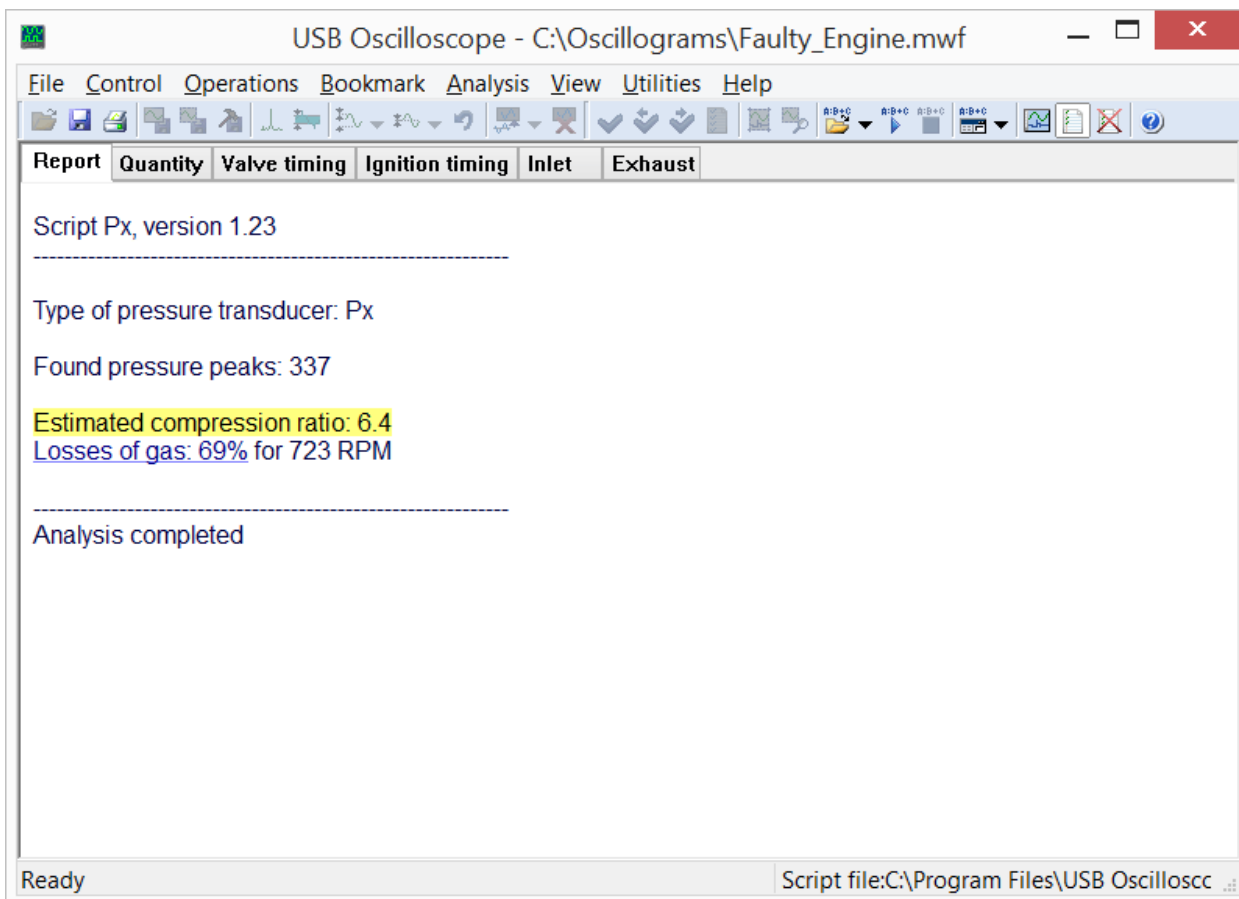 USB Oscilloscope - C:\Oscillograms\Faulty_Engine.mwf
File Control Operations Bookmark Analysis View Utilities Help
A:B+C A:B+C A:B+C A:B+C
Report Quantity Valve timing Ignition timing Inlet Exhaust
Script Px, version 1.23
-------------------------------------------------------------
Type of pressure transducer: Px
Found pressure peaks: 337
Estimated compression ratio: 6.4
Losses of gas: 69% for 723 RPM
-------------------------------------------------------------
Analysis completed
Ready Script file:C:\Program Files\USB Oscilloscc